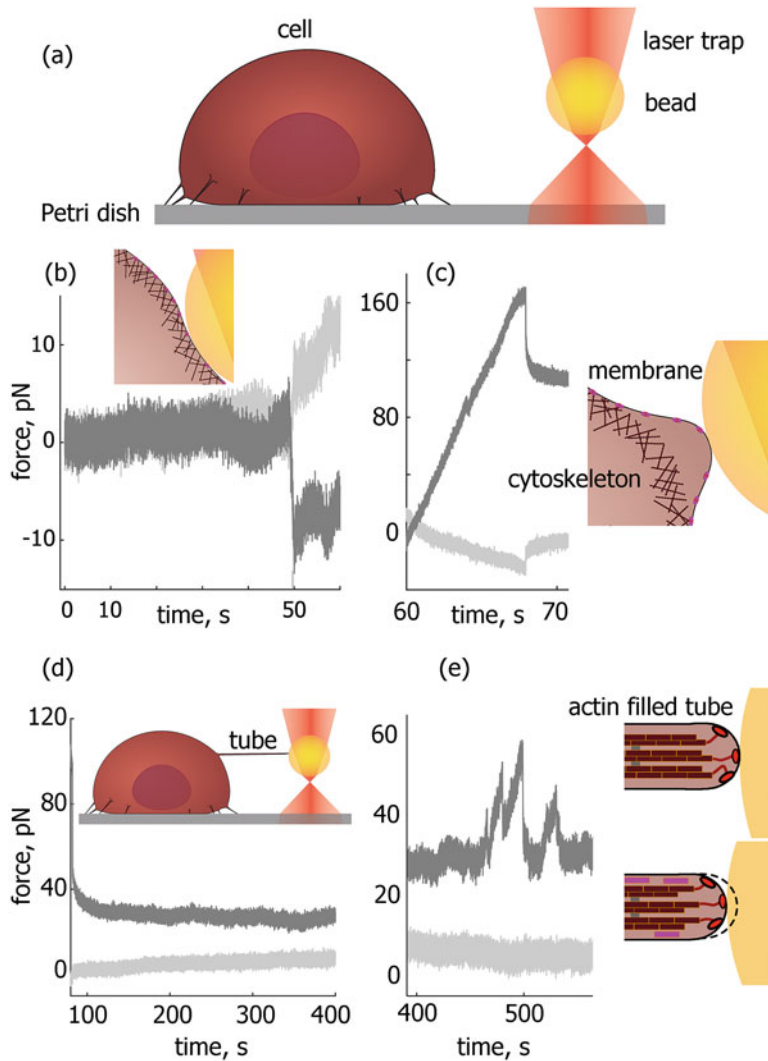 (a)
cell
laser trap
bead
Petri dish
(b)
force, pN
10
0
-10
0
10
50
time, s
(c)
160
80
0
60
70
time, s
membrane
cytoskeleton
(d)
force, pN
120
80
40
0
100
200
300
400
time, s
tube
(e)
60
40
20
0
400
500
time, s
actin filled tube